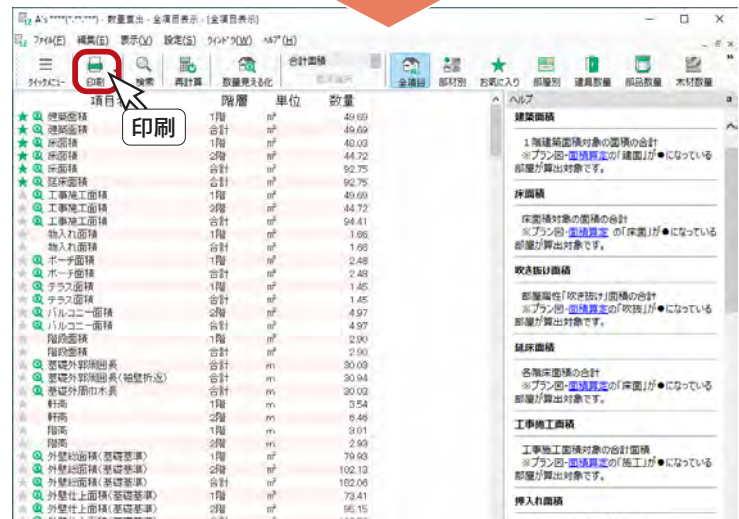 A's ****(*.**.***) - 数量算出 - 全項目表示 - [全項目表示]
ファイル(E) 編集(E) 表示(V) 設定(S) ウィンドウ(W) ヘルプ(H)
クイックメニュー 印刷 検索 再計算 数量見える化 合計面積 全項目 部材別 お気に入り 部屋別 建具数量 部品数量 木材数量
印刷
項目 階層 単位 数量
建築面積 1階 ㎡ 49.69
建築面積 合計 ㎡ 49.69
床面積 1階 ㎡ 48.03
床面積 2階 ㎡ 44.72
床面積 合計 ㎡ 92.75
延床面積 合計 ㎡ 92.75
工事施工面積 1階 ㎡ 49.69
工事施工面積 2階 ㎡ 44.72
工事施工面積 合計 ㎡ 94.41
物入れ面積 1階 ㎡ 1.66
物入れ面積 合計 ㎡ 1.66
ポーチ面積 1階 ㎡ 2.48
ポーチ面積 合計 ㎡ 2.48
テラス面積 1階 ㎡ 1.45
テラス面積 合計 ㎡ 1.45
バルコニー面積 2階 ㎡ 4.97
バルコニー面積 合計 ㎡ 4.97
階段面積 1階 ㎡ 2.90
階段面積 合計 ㎡ 2.90
基礎外郭周囲長 合計 m 30.03
基礎外郭周囲長(袖壁折返) 合計 m 30.94
基礎外周巾木長 合計 m 30.03
軒高 1階 m 3.54
軒高 2階 m 6.46
階高 1階 m 3.01
階高 2階 m 2.93
外壁総面積(基礎基準) 1階 ㎡ 79.93
外壁総面積(基礎基準) 2階 ㎡ 102.13
外壁総面積(基礎基準) 合計 ㎡ 182.06
外壁仕上面積(基礎基準) 1階 ㎡ 73.41
外壁仕上面積(基礎基準) 2階 ㎡ 95.15
ヘルプ
建築面積
1階建築面積対象の面積の合計
※プラン図-面積算定の「建面」が●になっている
部屋が算出対象です。
床面積
床面積対象の面積の合計
※プラン図-面積算定 の「床面」が●になっている
部屋が算出対象です。
吹き抜け面積
部屋属性「吹き抜け」面積の合計
※プラン図-面積算定の「吹抜」が●になっている
部屋が算出対象です。
延床面積
各階床面積の合計
※プラン図-面積算定の「床面」が●になっている
部屋が算出対象です。
工事施工面積
工事施工面積対象の合計面積
※プラン図-面積算定の「施工」が●になっている
部屋が算出対象です。
押入れ面積